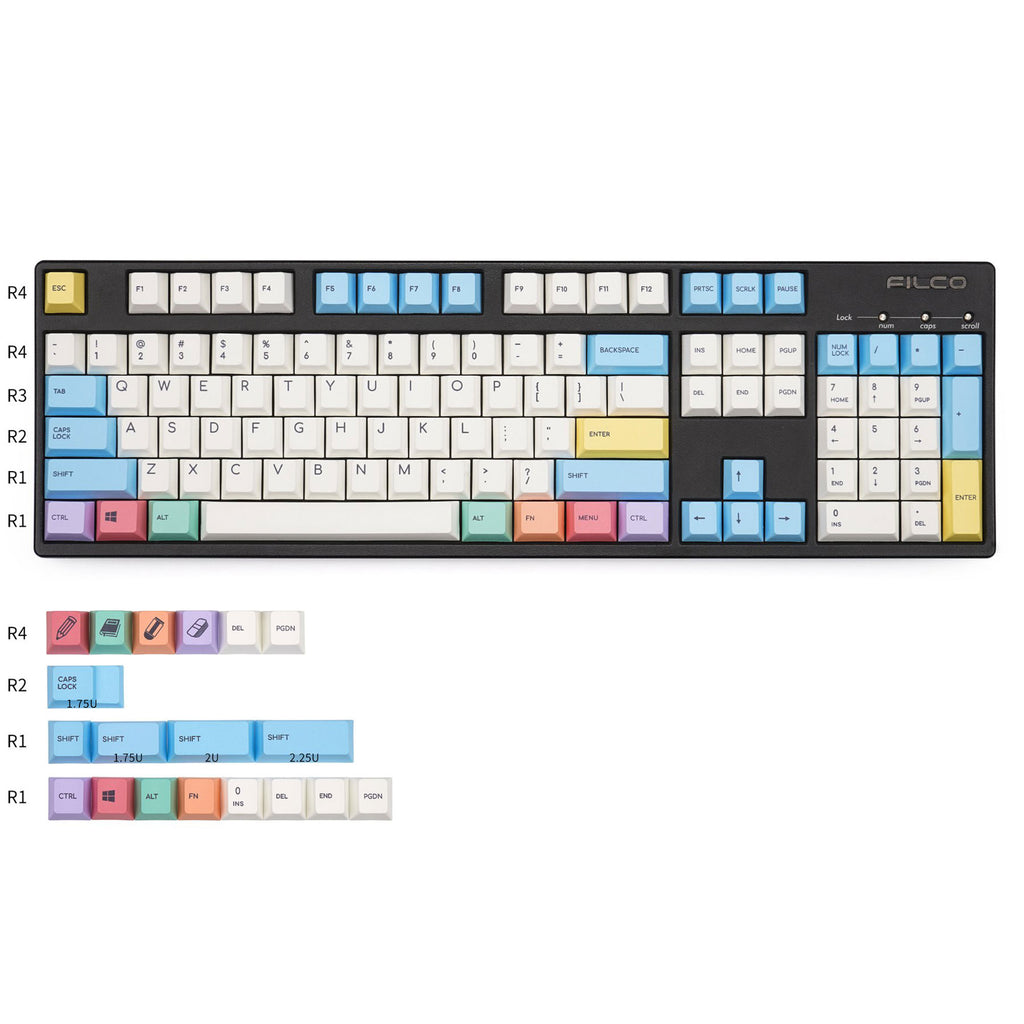 FILCO
Lock num caps scroll
R4 ESC F1 F2 F3 F4 F5 F6 F7 F8 F9 F10 F11 F12 PRTSC SCRLK PAUSE
R4 ! 1 @ 2 # 3 $ 4 % 5 ^ 6 & 7 * 8 ( 9 ) 0 - + = BACKSPACE INS HOME PGUP NUM LOCK / * -
R3 TAB Q W E R T Y U I O P { [ } ] | \ DEL END PGDN 7 HOME 8 ↑ 9 PGUP +
R2 CAPS LOCK A S D F G H J K L : ; " ' ENTER 4 ← 5 6 →
R1 SHIFT Z X C V B N M < , > . ? / SHIFT ↑ 1 END 2 ↓ 3 PGDN ENTER
R1 CTRL ALT ALT FN MENU CTRL ← ↓ → 0 INS . DEL
R4 DEL PGDN
R2 CAPS LOCK 1.75U
R1 SHIFT SHIFT 1.75U SHIFT 2U SHIFT 2.25U
R1 CTRL ALT FN 0 INS DEL END PGDN